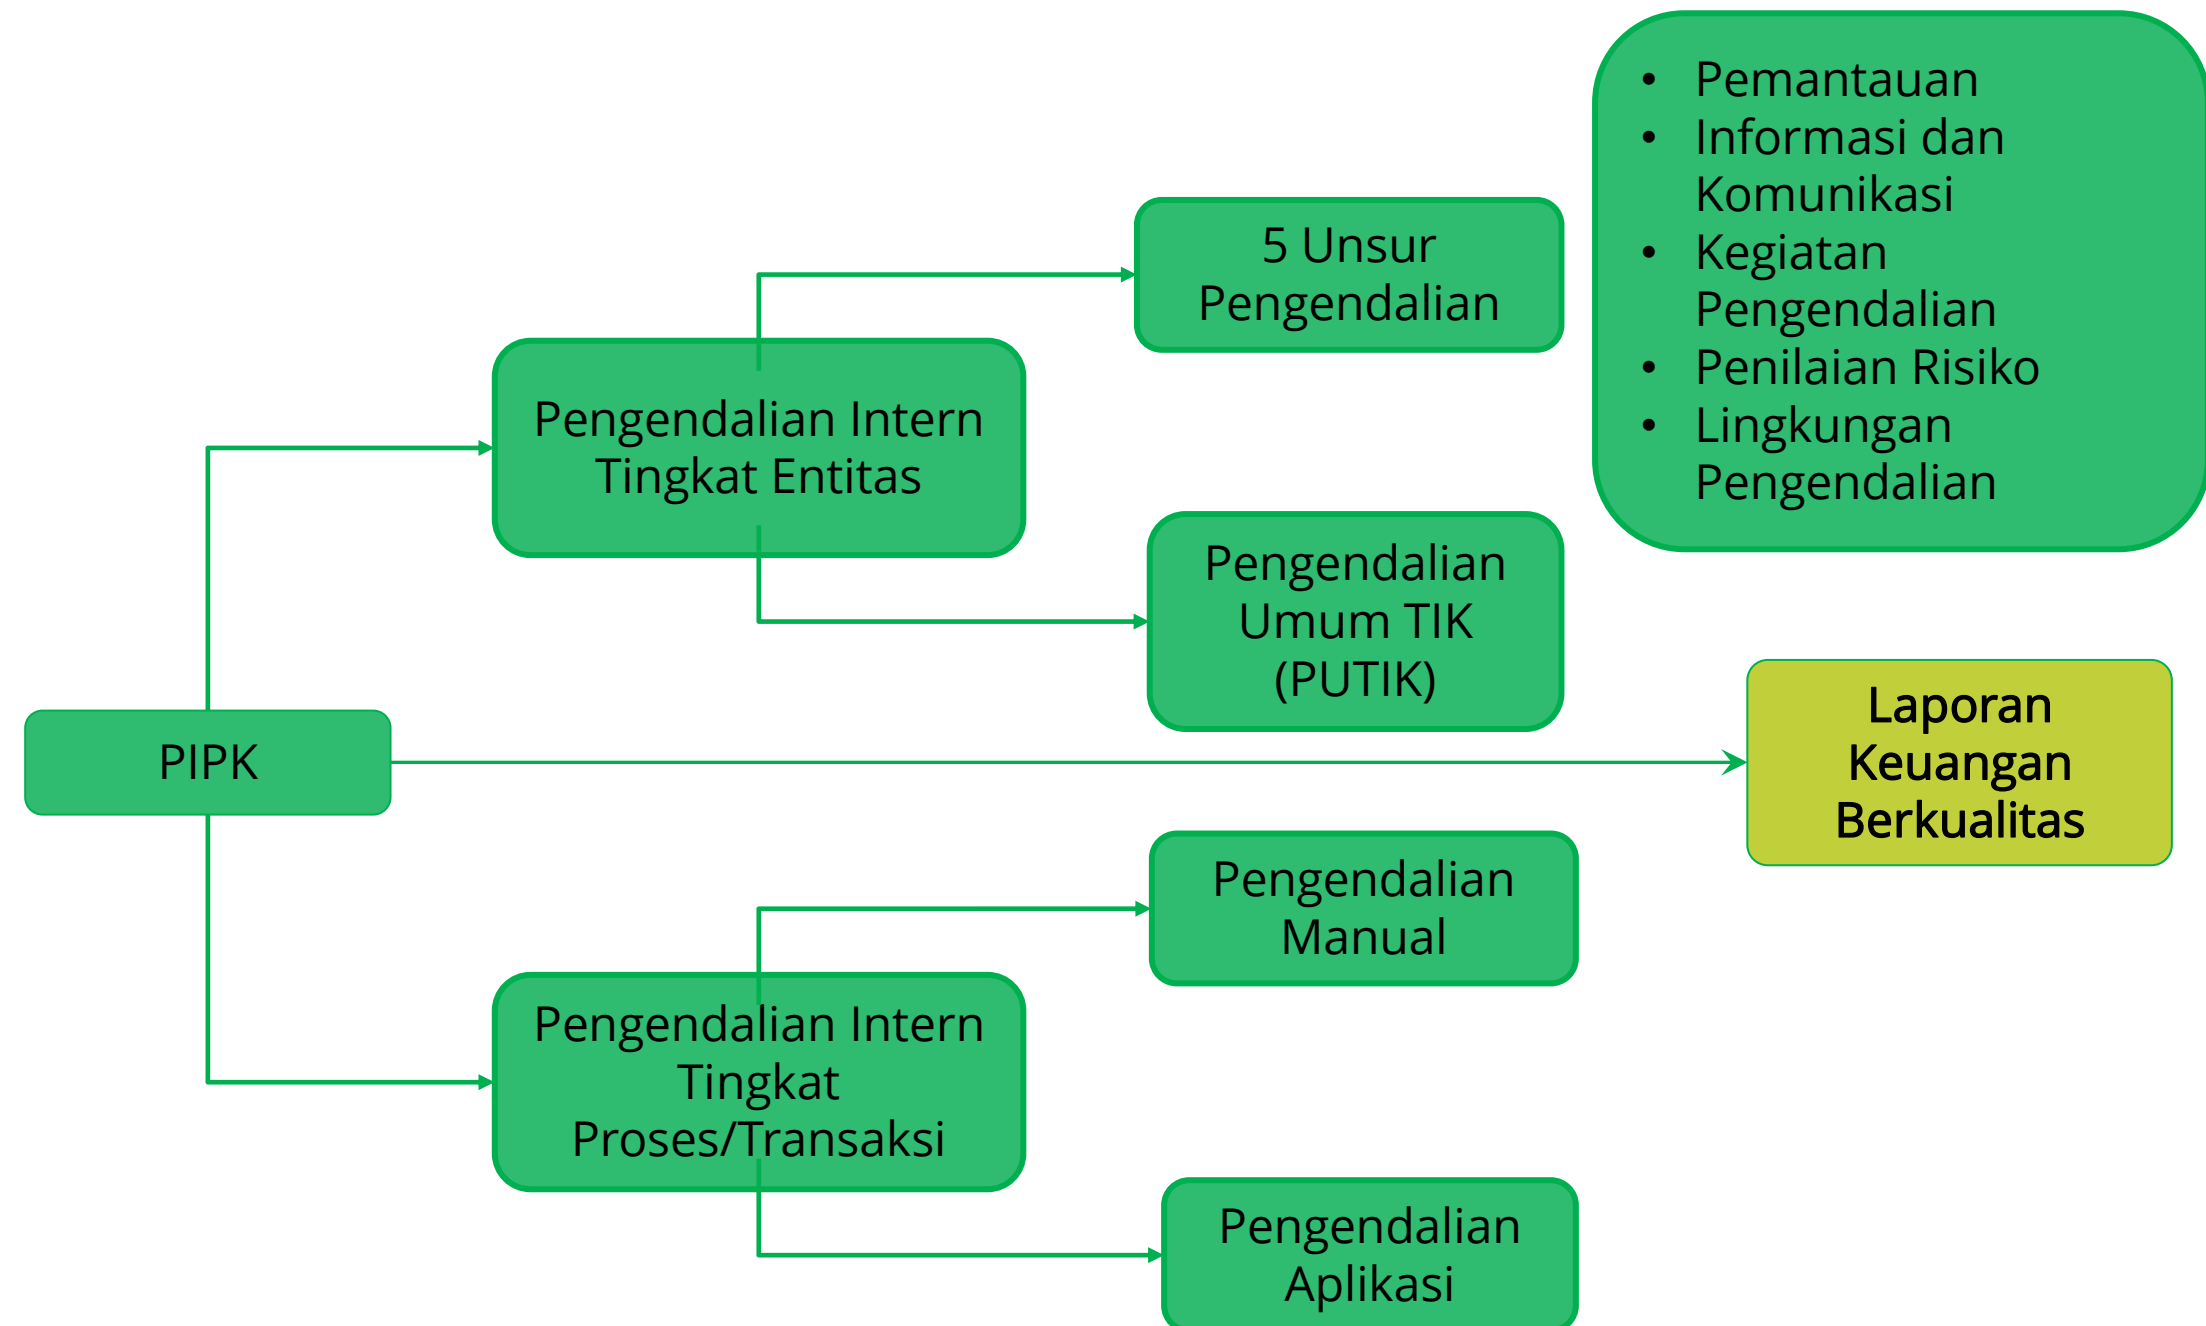 • Pemantauan
• Informasi dan
Komunikasi
• Kegiatan
Pengendalian
• Penilaian Risiko
• Lingkungan
Pengendalian
5 Unsur
Pengendalian
Pengendalian Intern
Tingkat Entitas
Pengendalian
Umum TIK
(PUTIK)
PIPK
Laporan
Keuangan
Berkualitas
Pengendalian
Manual
Pengendalian Intern
Tingkat
Proses/Transaksi
Pengendalian
Aplikasi